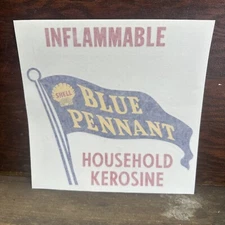 INFLAMMABLE
SHELL
BLUE
PENNANT
HOUSEHOLD
KEROSINE